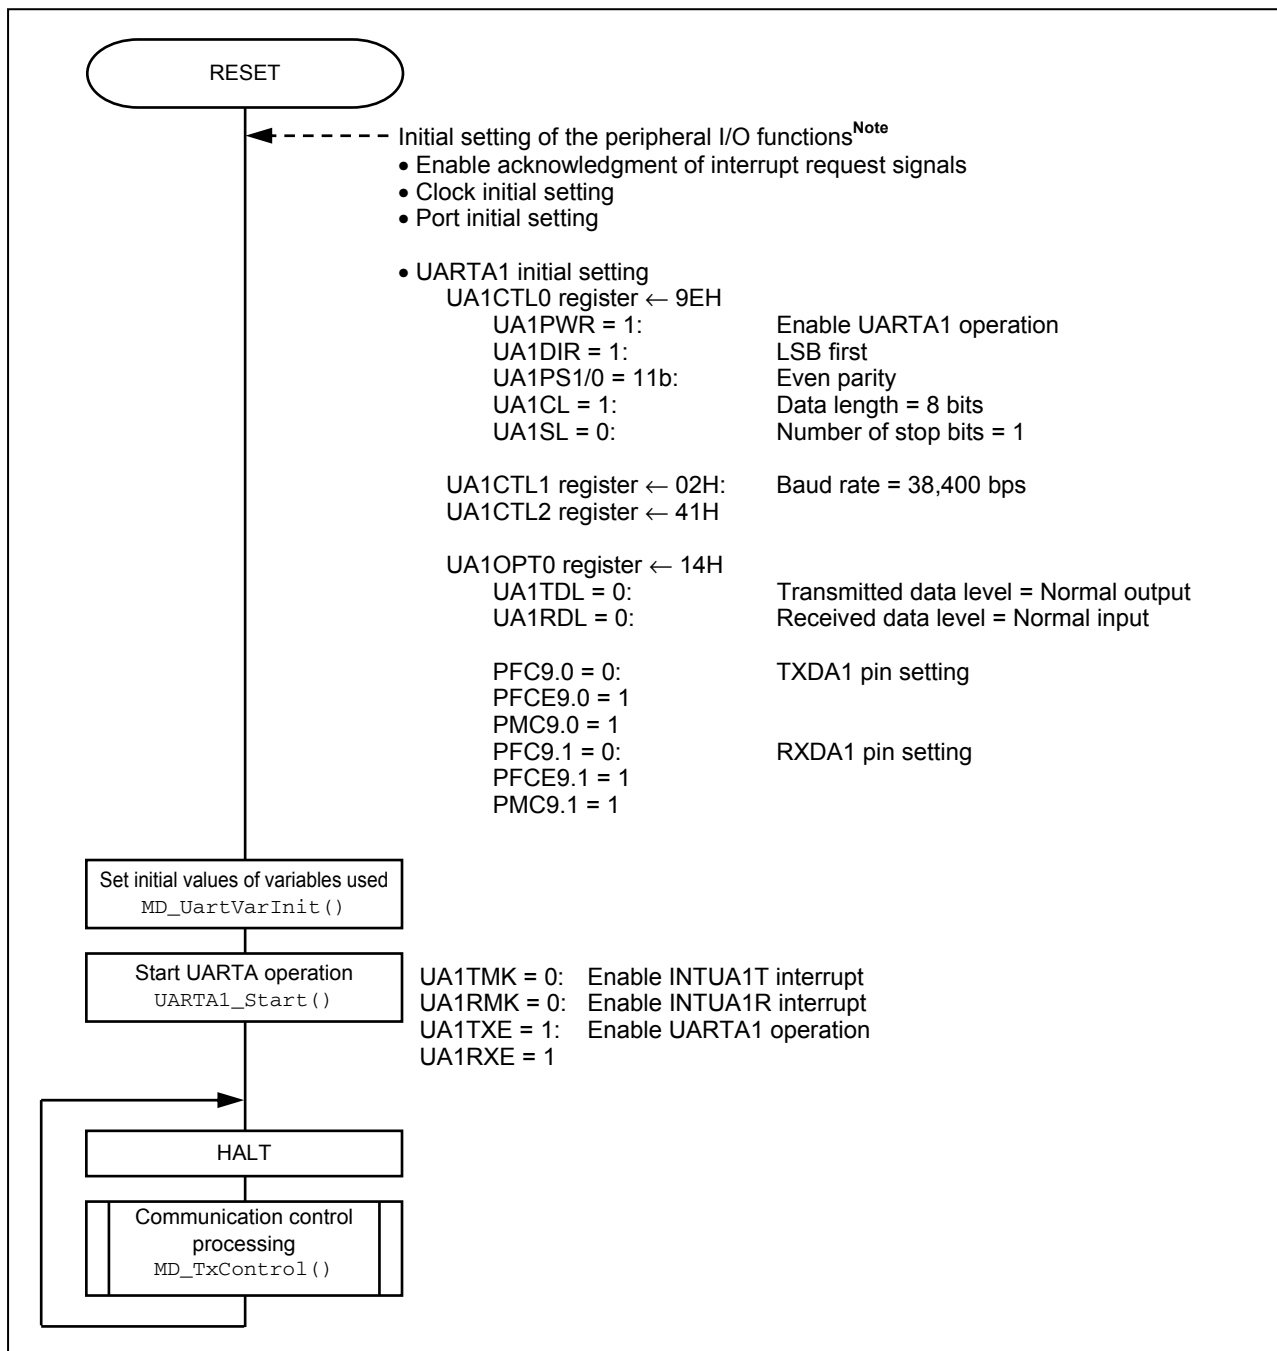 RESET
Initial setting of the peripheral I/O functionsNote
• Enable acknowledgment of interrupt request signals
• Clock initial setting
• Port initial setting
• UARTA1 initial setting
UA1CTL0 register ← 9EH
UA1PWR = 1: Enable UARTA1 operation
UA1DIR = 1: LSB first
UA1PS1/0 = 11b: Even parity
UA1CL = 1: Data length = 8 bits
UA1SL = 0: Number of stop bits = 1
UA1CTL1 register ← 02H: Baud rate = 38,400 bps
UA1CTL2 register ← 41H
UA1OPT0 register ← 14H
UA1TDL = 0: Transmitted data level = Normal output
UA1RDL = 0: Received data level = Normal input
PFC9.0 = 0: TXDA1 pin setting
PFCE9.0 = 1
PMC9.0 = 1
PFC9.1 = 0: RXDA1 pin setting
PFCE9.1 = 1
PMC9.1 = 1
Set initial values of variables used
MD_UartVarInit()
Start UARTA operation
UARTA1_Start()
UA1TMK = 0: Enable INTUA1T interrupt
UA1RMK = 0: Enable INTUA1R interrupt
UA1TXE = 1: Enable UARTA1 operation
UA1RXE = 1
HALT
Communication control
processing
MD_TxControl()